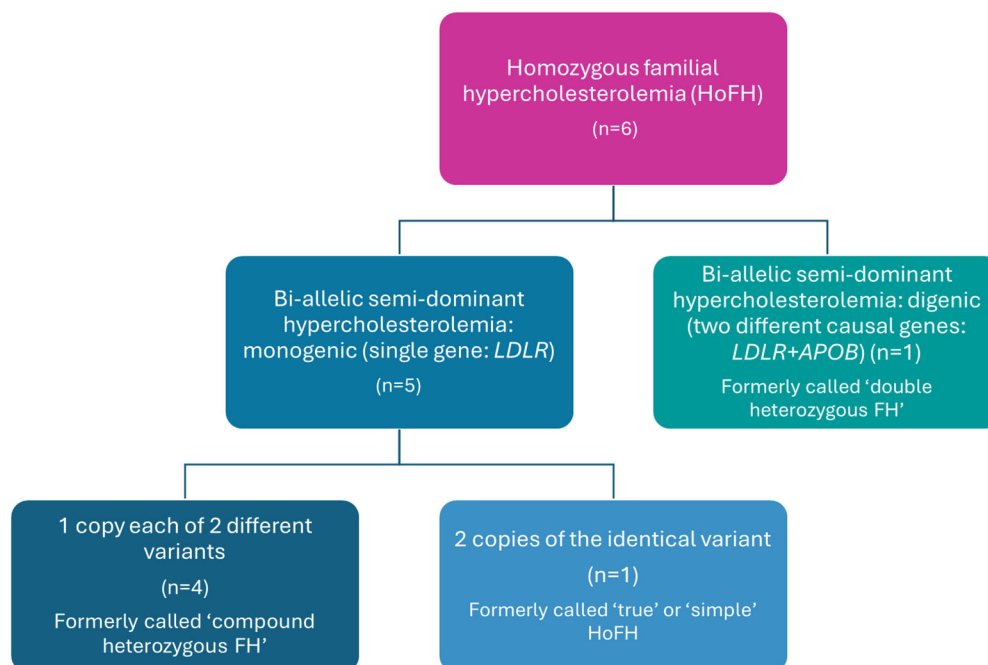 Homozygous familial
hypercholesterolemia (HoFH)
(n=6)
Bi-allelic semi-dominant
hypercholesterolemia:
monogenic (single gene: LDLR)
(n=5)
Bi-allelic semi-dominant
hypercholesterolemia: digenic
(two different causal genes:
LDLR+APOB) (n=1)
Formerly called ‘double
heterozygous FH’
1 copy each of 2 different
variants
(n=4)
Formerly called ‘compound
heterozygous FH’
2 copies of the identical variant
(n=1)
Formerly called ‘true’ or ‘simple’
HoFH